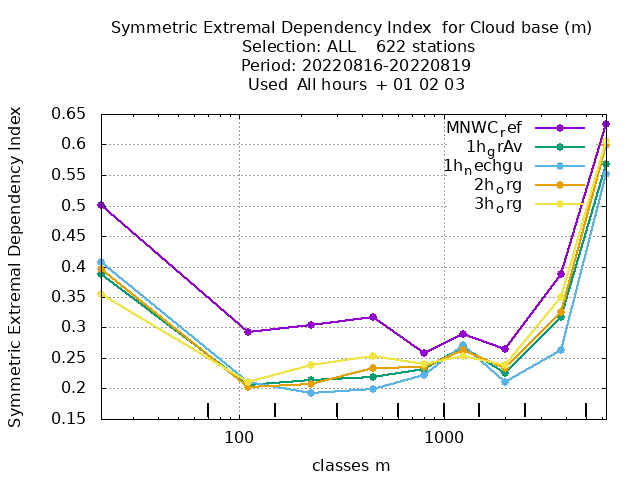 Symmetric Extremal Dependency Index  for Cloud base (m)
Selection: ALL    622 stations
Period: 20220816-20220819
Used  All hours  + 01 02 03
Symmetric Extremal Dependency Index
0.65
0.6
0.55
0.5
0.45
0.4
0.35
0.3
0.25
0.2
0.15
MNWCref
1hgrAv
1hnechgu
2horg
3horg
100 1000
classes m